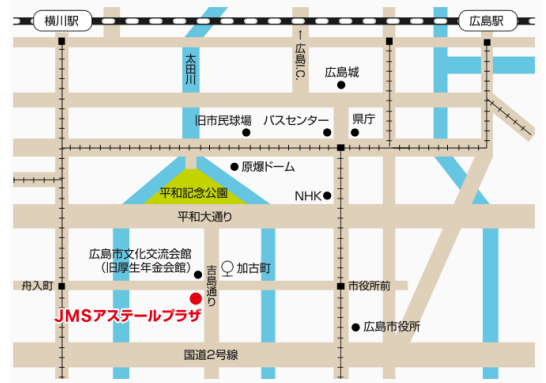 横川駅
広島駅
太田川
←広島I.C.
広島城
旧市民球場
バスセンター
県庁
原爆ドーム
平和記念公園
NHK
平和大通り
広島市文化交流会館
（旧厚生年金会館）
吉島通り
加古町
舟入町
市役所前
JMSアステールプラザ
広島市役所
国道2号線